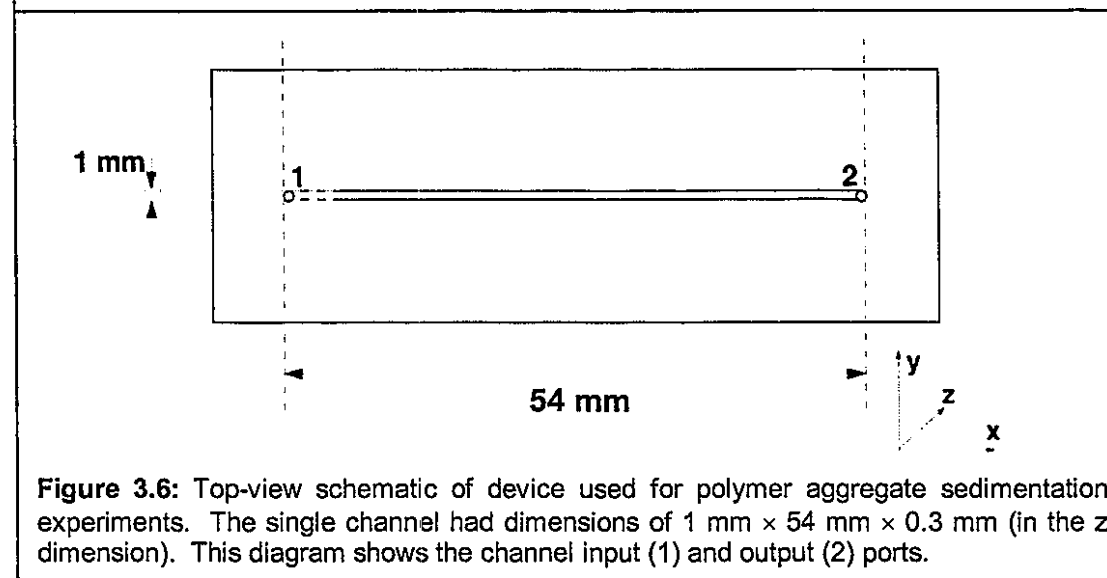 1 mm
1
2
54 mm
y
z
x
Figure 3.6: Top-view schematic of device used for polymer aggregate sedimentation
experiments. The single channel had dimensions of 1 mm × 54 mm × 0.3 mm (in the z
dimension). This diagram shows the channel input (1) and output (2) ports.